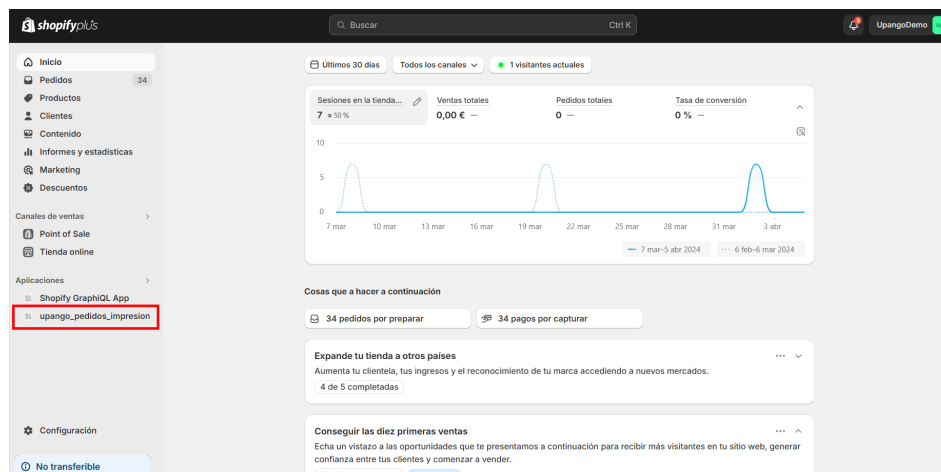 shopifyplus
Buscar
Ctrl K
3
UpangoDemo
Inicio
Pedidos 34
Productos
Clientes
Contenido
Informes y estadísticas
Marketing
Descuentos
Canales de ventas
Point of Sale
Tienda online
Aplicaciones
Shopify GraphiQL App
upango_pedidos_impresion
Configuración
No transferible
Últimos 30 días
Todos los canales
1 visitantes actuales
Sesiones en la tienda...
7 50 %
Ventas totales
0,00 € —
Pedidos totales
0 —
Tasa de conversión
0 % —
10
5
0
7 mar 10 mar 13 mar 16 mar 19 mar 22 mar 25 mar 28 mar 31 mar 3 abr
7 mar–5 abr 2024
6 feb–6 mar 2024
Cosas que a hacer a continuación
34 pedidos por preparar
34 pagos por capturar
Expande tu tienda a otros países
Aumenta tu clientela, tus ingresos y el reconocimiento de tu marca accediendo a nuevos mercados.
4 de 5 completadas
Conseguir las diez primeras ventas
Echa un vistazo a las oportunidades que te presentamos a continuación para recibir más visitantes en tu sitio web, generar
confianza entre tus clientes y comenzar a vender.